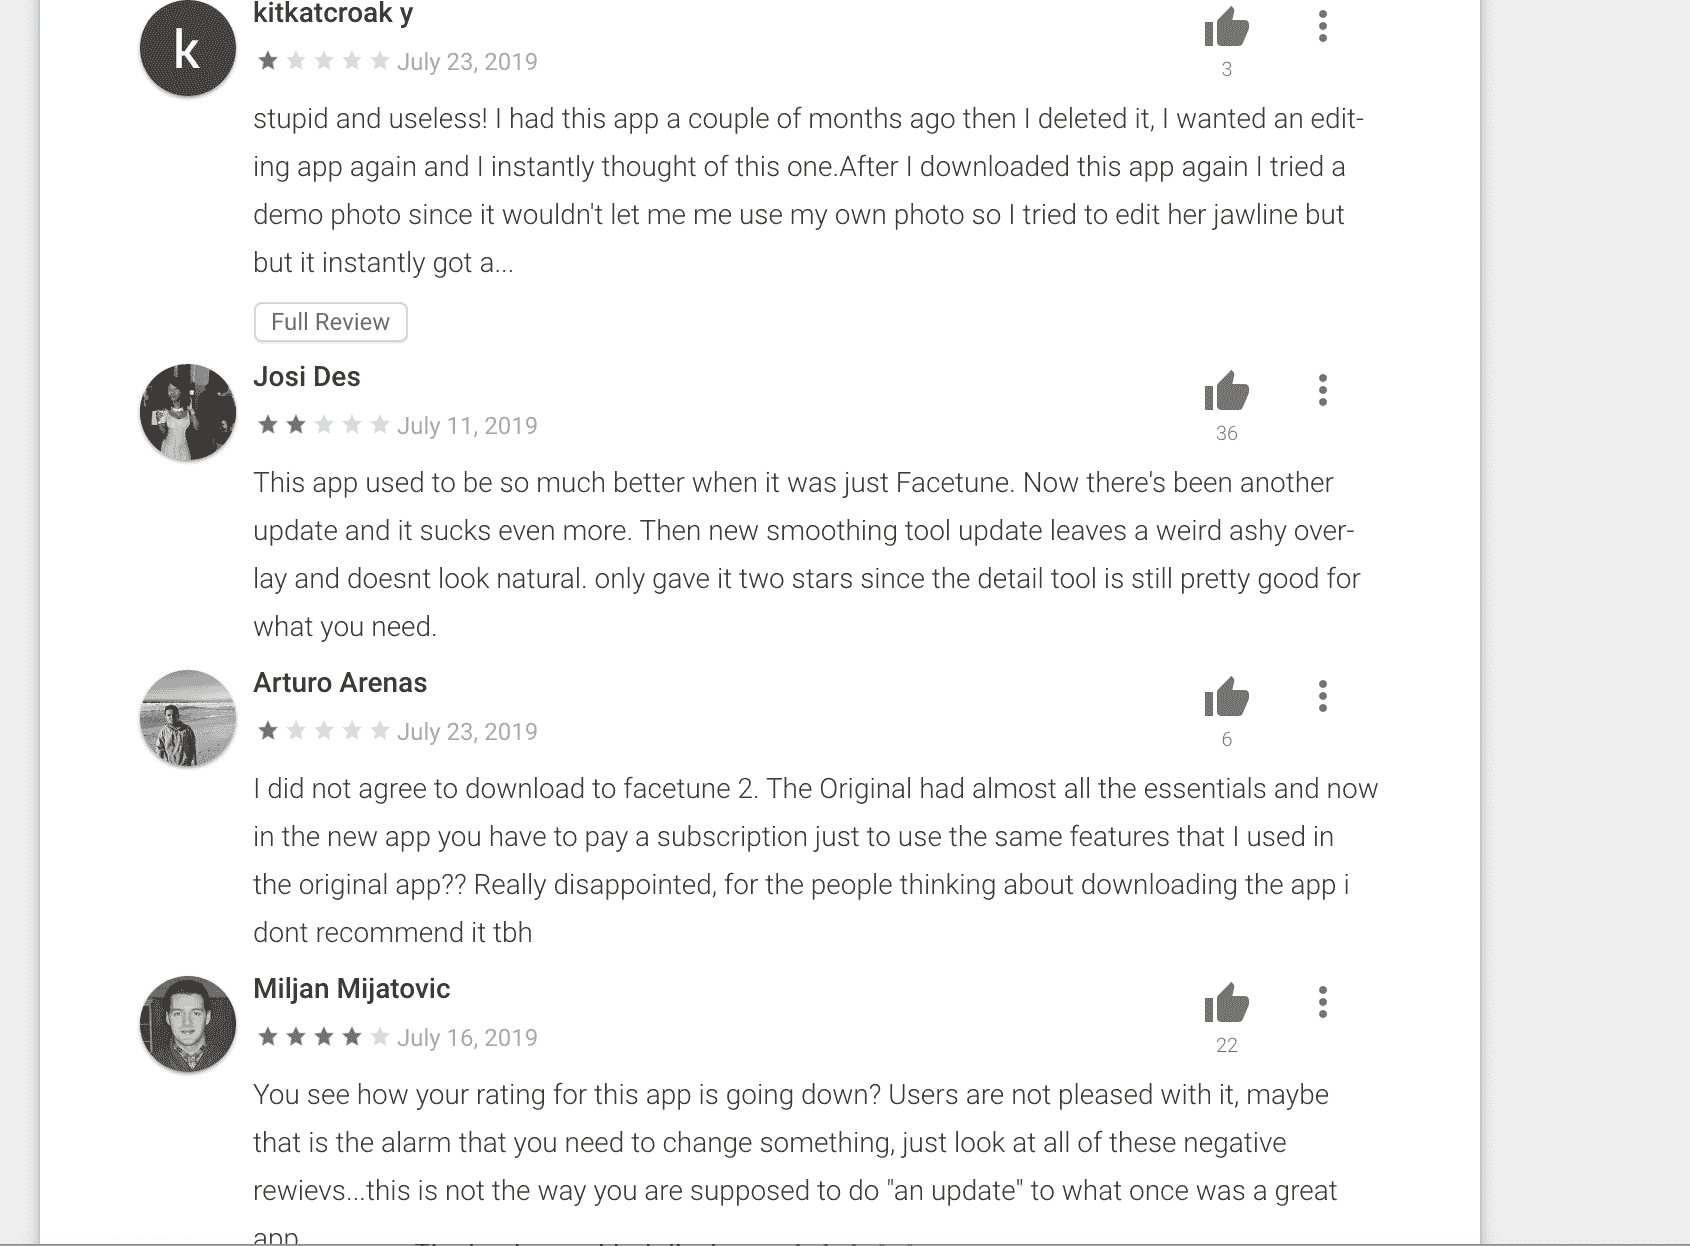 kitkatcroak y
k
July 23, 2019
3
stupid and useless! I had this app a couple of months ago then I deleted it, I wanted an edit-
ing app again and I instantly thought of this one.After I downloaded this app again I tried a
demo photo since it wouldn't let me me use my own photo so I tried to edit her jawline but
but it instantly got a...
Full Review
Josi Des
July 11, 2019
36
This app used to be so much better when it was just Facetune. Now there's been another
update and it sucks even more. Then new smoothing tool update leaves a weird ashy over-
lay and doesnt look natural. only gave it two stars since the detail tool is still pretty good for
what you need.
Arturo Arenas
July 23, 2019
6
I did not agree to download to facetune 2. The Original had almost all the essentials and now
in the new app you have to pay a subscription just to use the same features that I used in
the original app?? Really disappointed, for the people thinking about downloading the app i
dont recommend it tbh
Miljan Mijatovic
July 16, 2019
22
You see how your rating for this app is going down? Users are not pleased with it, maybe
that is the alarm that you need to change something, just look at all of these negative
rewievs...this is not the way you are supposed to do "an update" to what once was a great
app